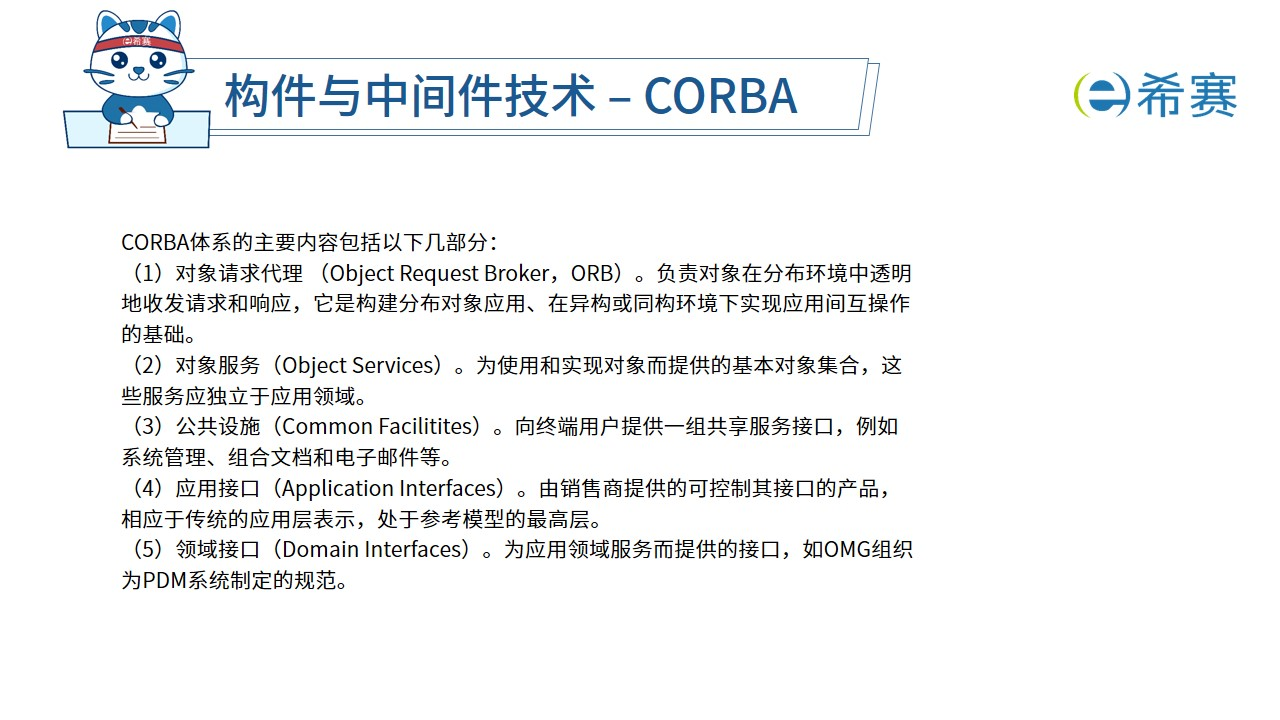 希赛
构件与中间件技术 – CORBA
希赛
CORBA体系的主要内容包括以下几部分：
（1）对象请求代理 （Object Request Broker，ORB）。负责对象在分布环境中透明
地收发请求和响应，它是构建分布对象应用、在异构或同构环境下实现应用间互操作
的基础。
（2）对象服务（Object Services）。为使用和实现对象而提供的基本对象集合，这
些服务应独立于应用领域。
（3）公共设施（Common Facilitites）。向终端用户提供一组共享服务接口，例如
系统管理、组合文档和电子邮件等。
（4）应用接口（Application Interfaces）。由销售商提供的可控制其接口的产品，
相应于传统的应用层表示，处于参考模型的最高层。
（5）领域接口（Domain Interfaces）。为应用领域服务而提供的接口，如OMG组织
为PDM系统制定的规范。